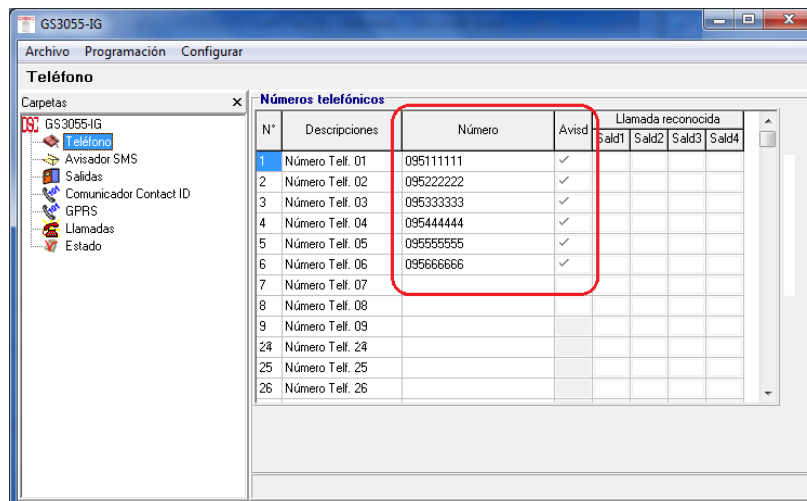 GS3055-IG
Archivo Programación Configurar
Teléfono
Carpetas
DSC GS3055-IG
Teléfono
Avisador SMS
Salidas
Comunicador Contact ID
GPRS
Llamadas
Estado
Números telefónicos
N° Descripciones Número Avisd Llamada reconocida
Sald1 Sald2 Sald3 Sald4
1 Número Telf. 01 095111111
2 Número Telf. 02 095222222
3 Número Telf. 03 095333333
4 Número Telf. 04 095444444
5 Número Telf. 05 095555555
6 Número Telf. 06 095666666
7 Número Telf. 07
8 Número Telf. 08
9 Número Telf. 09
Número Telf.
25 Número Telf. 25
26 Número Telf. 26